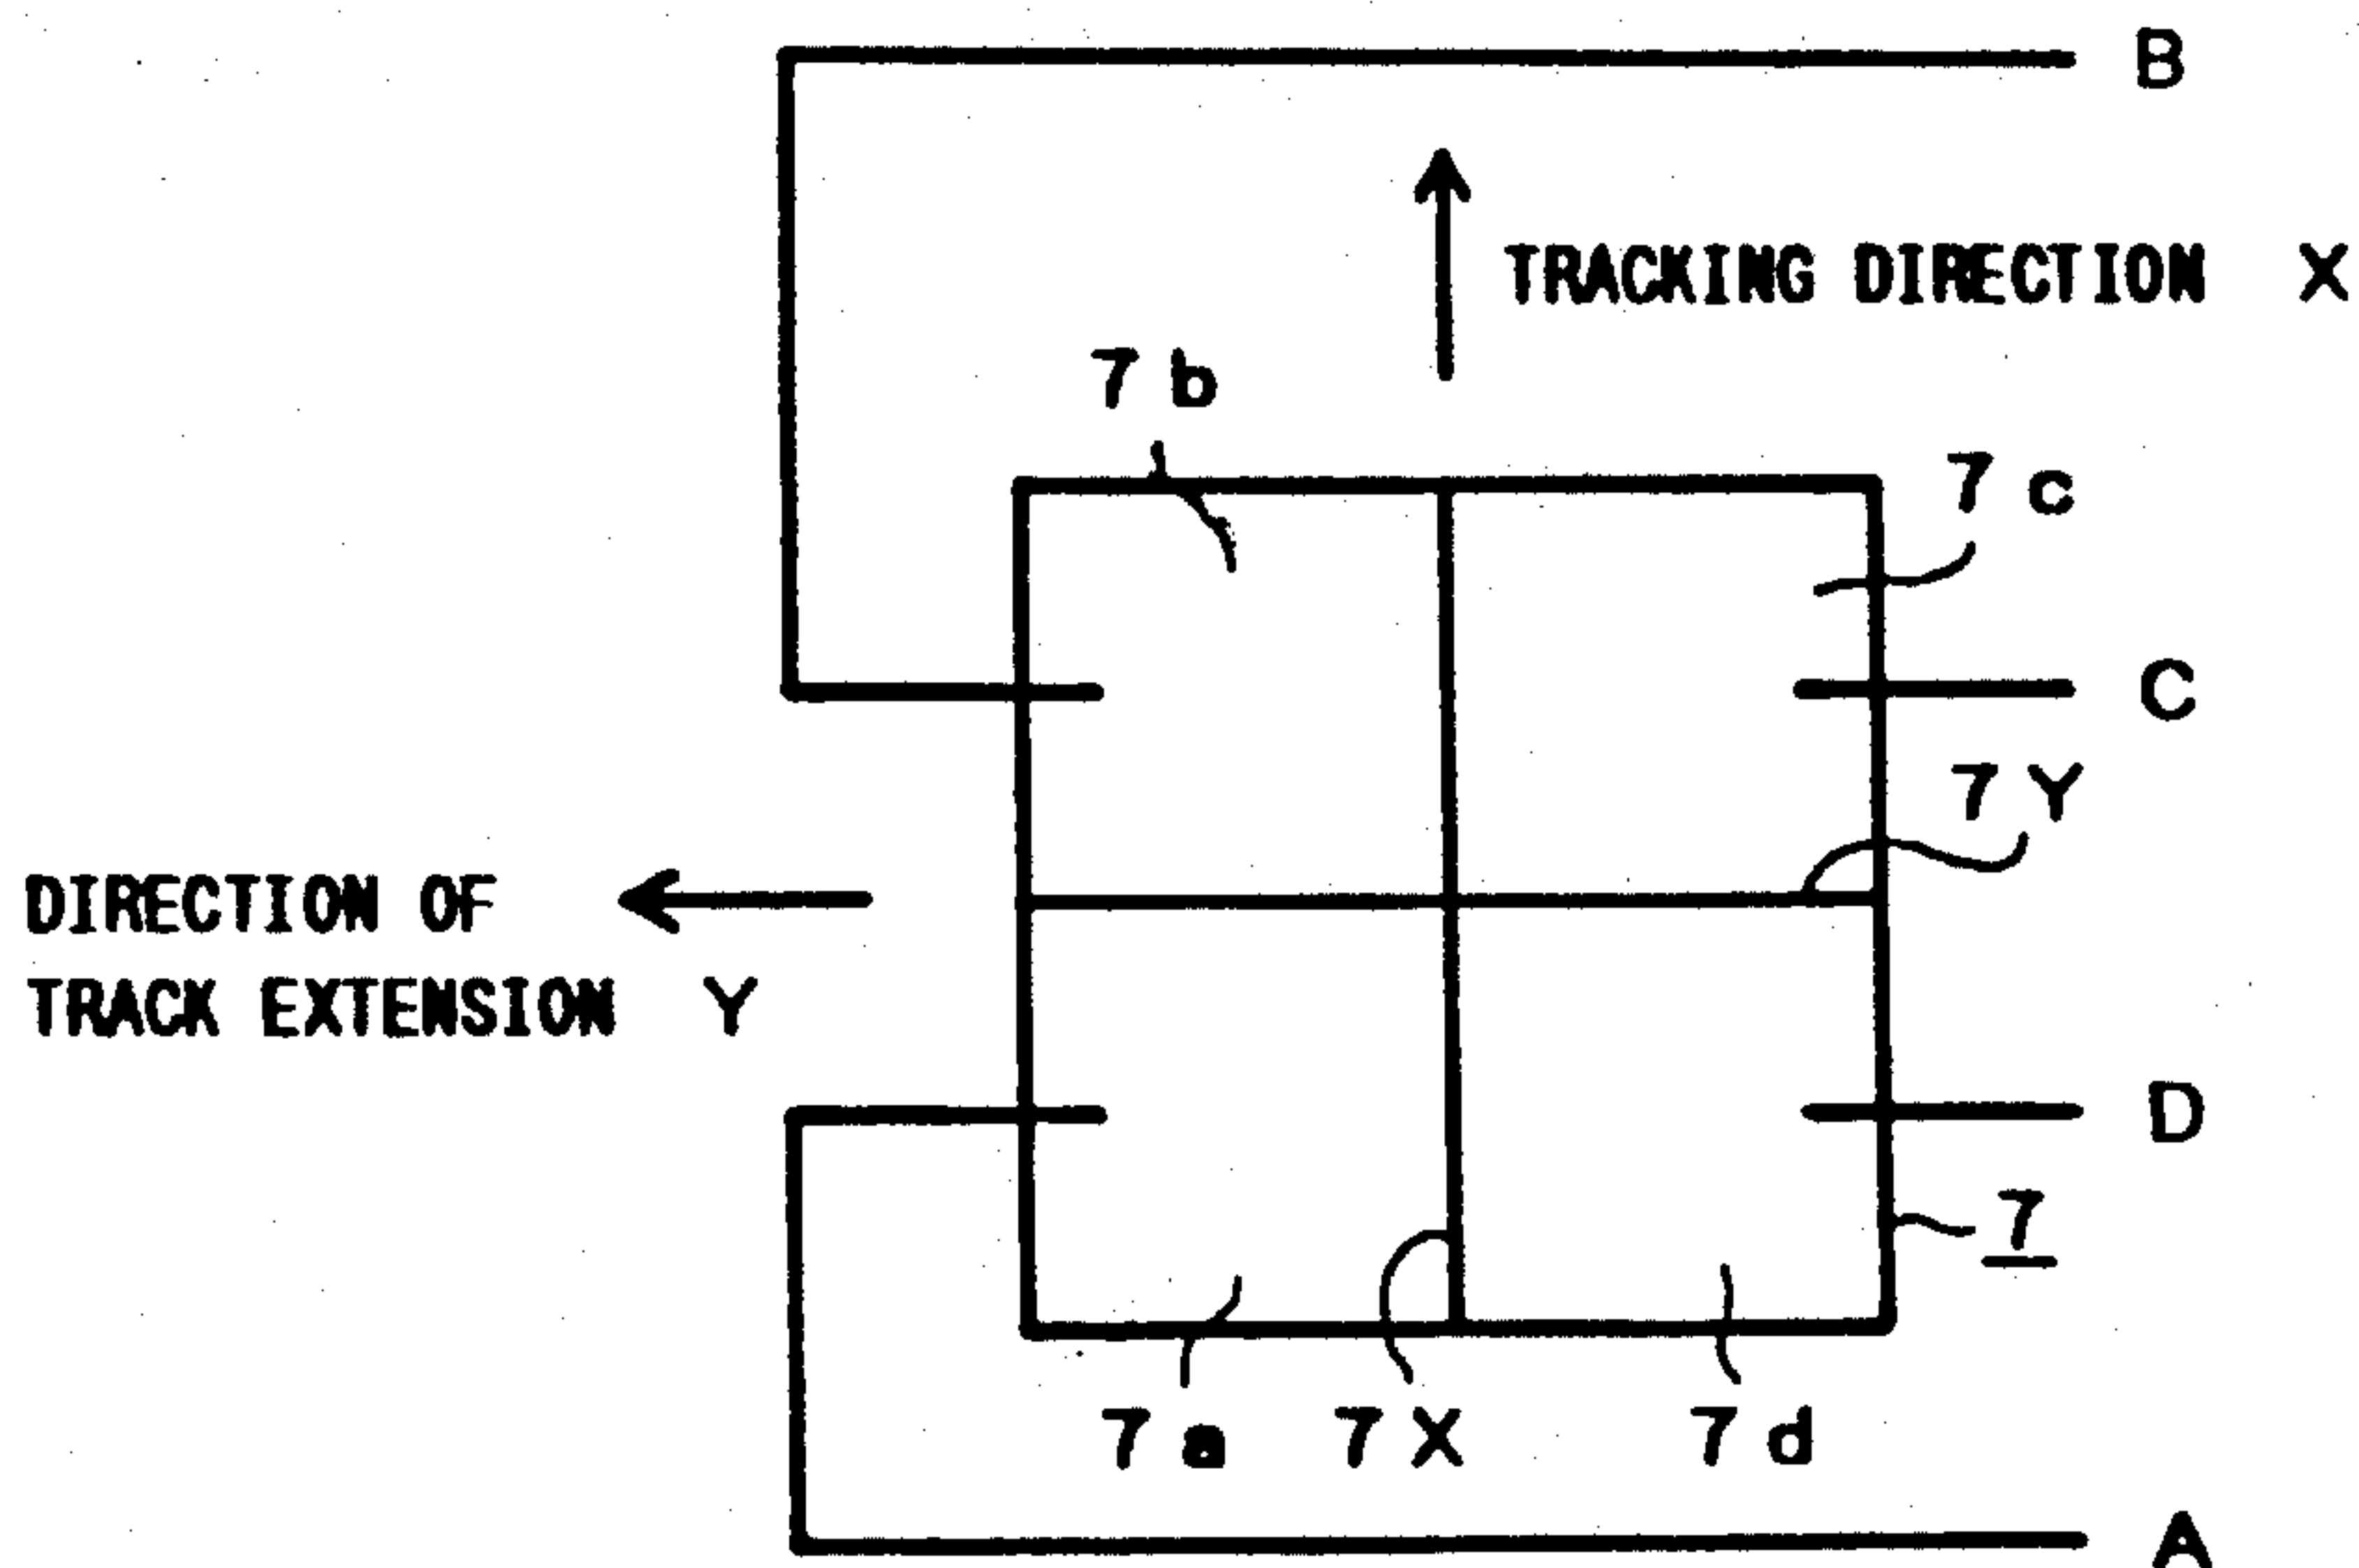 B
TRACKING DIRECTION X
7b
7c
C
7Y
DIRECTION OF
TRACK EXTENSION Y
D
7
7a 7X 7d
A